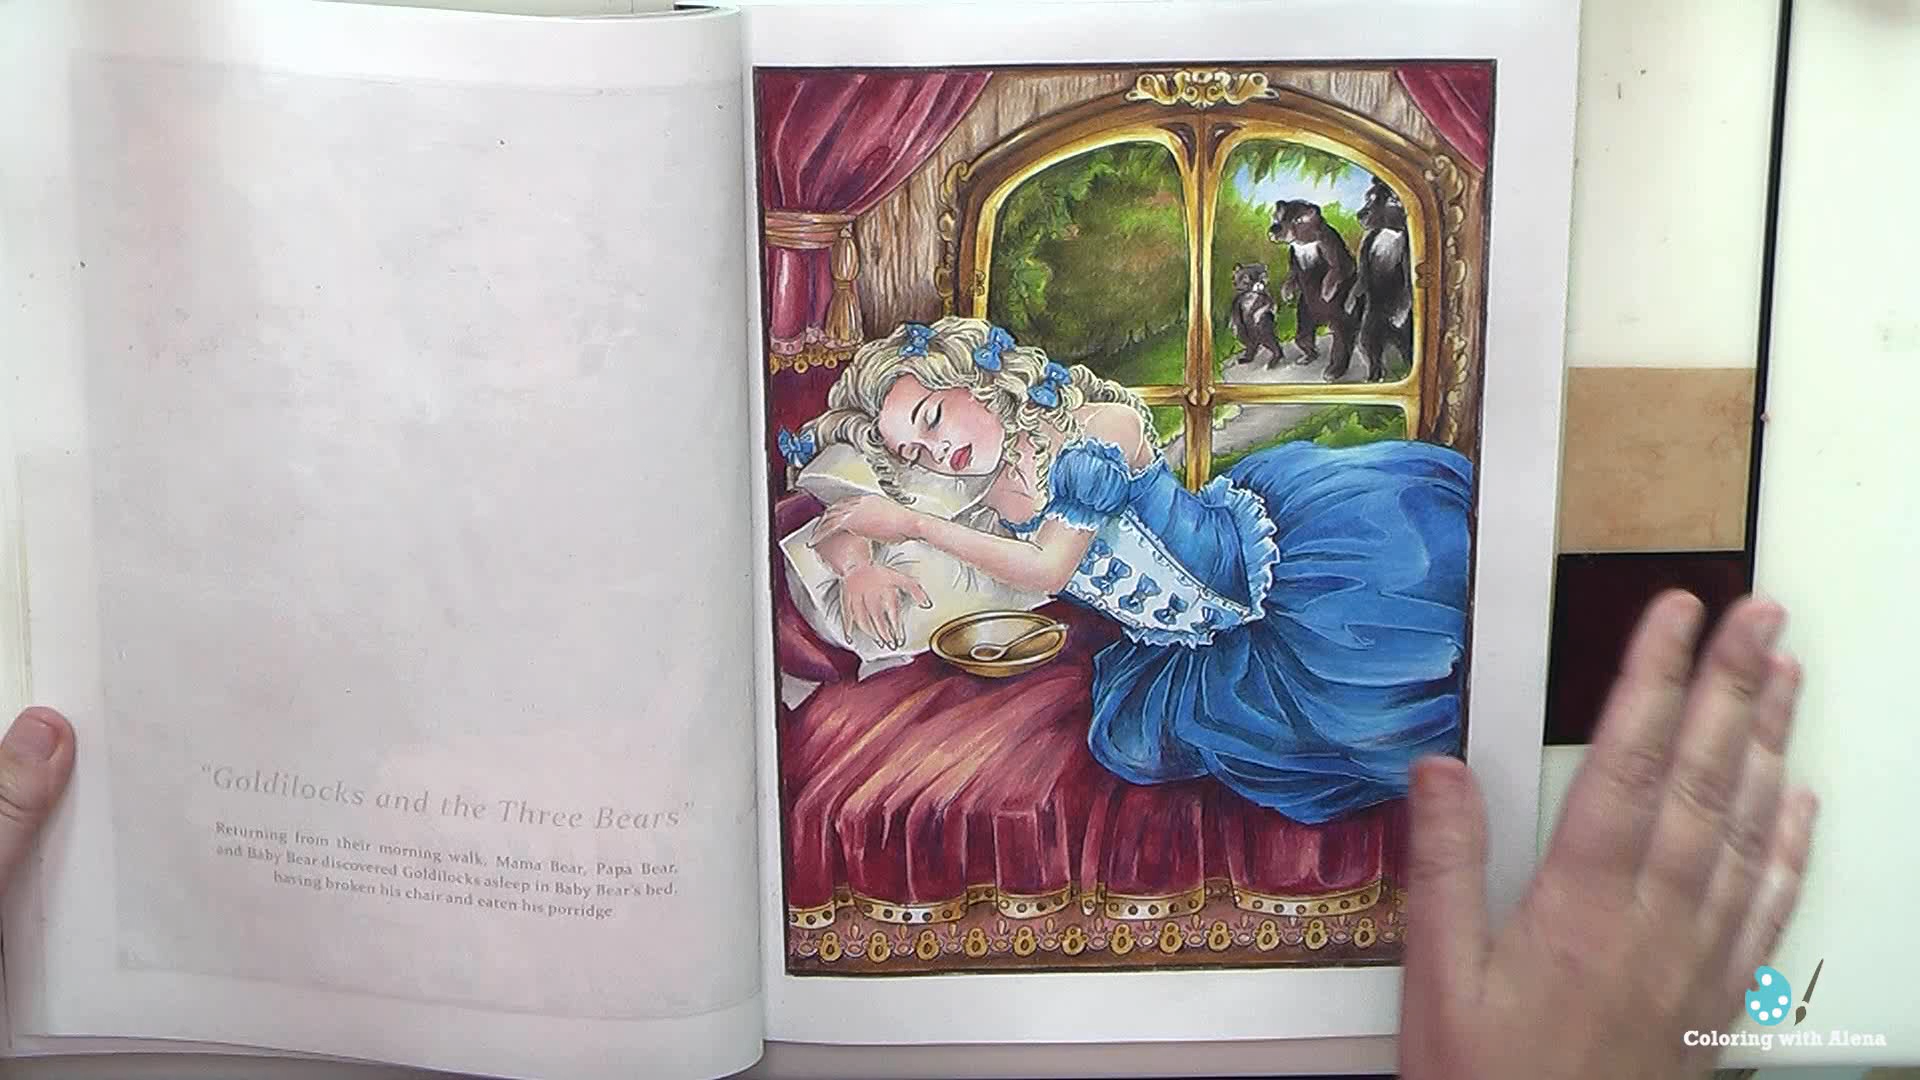 "Goldilocks and the Three Bears"
Returning from their morning walk, Mama Bear, Papa Bear,
and Baby Bear discovered Goldilocks asleep in Baby Bear's bed,
having broken his chair and eaten his porridge.
Coloring with Alena